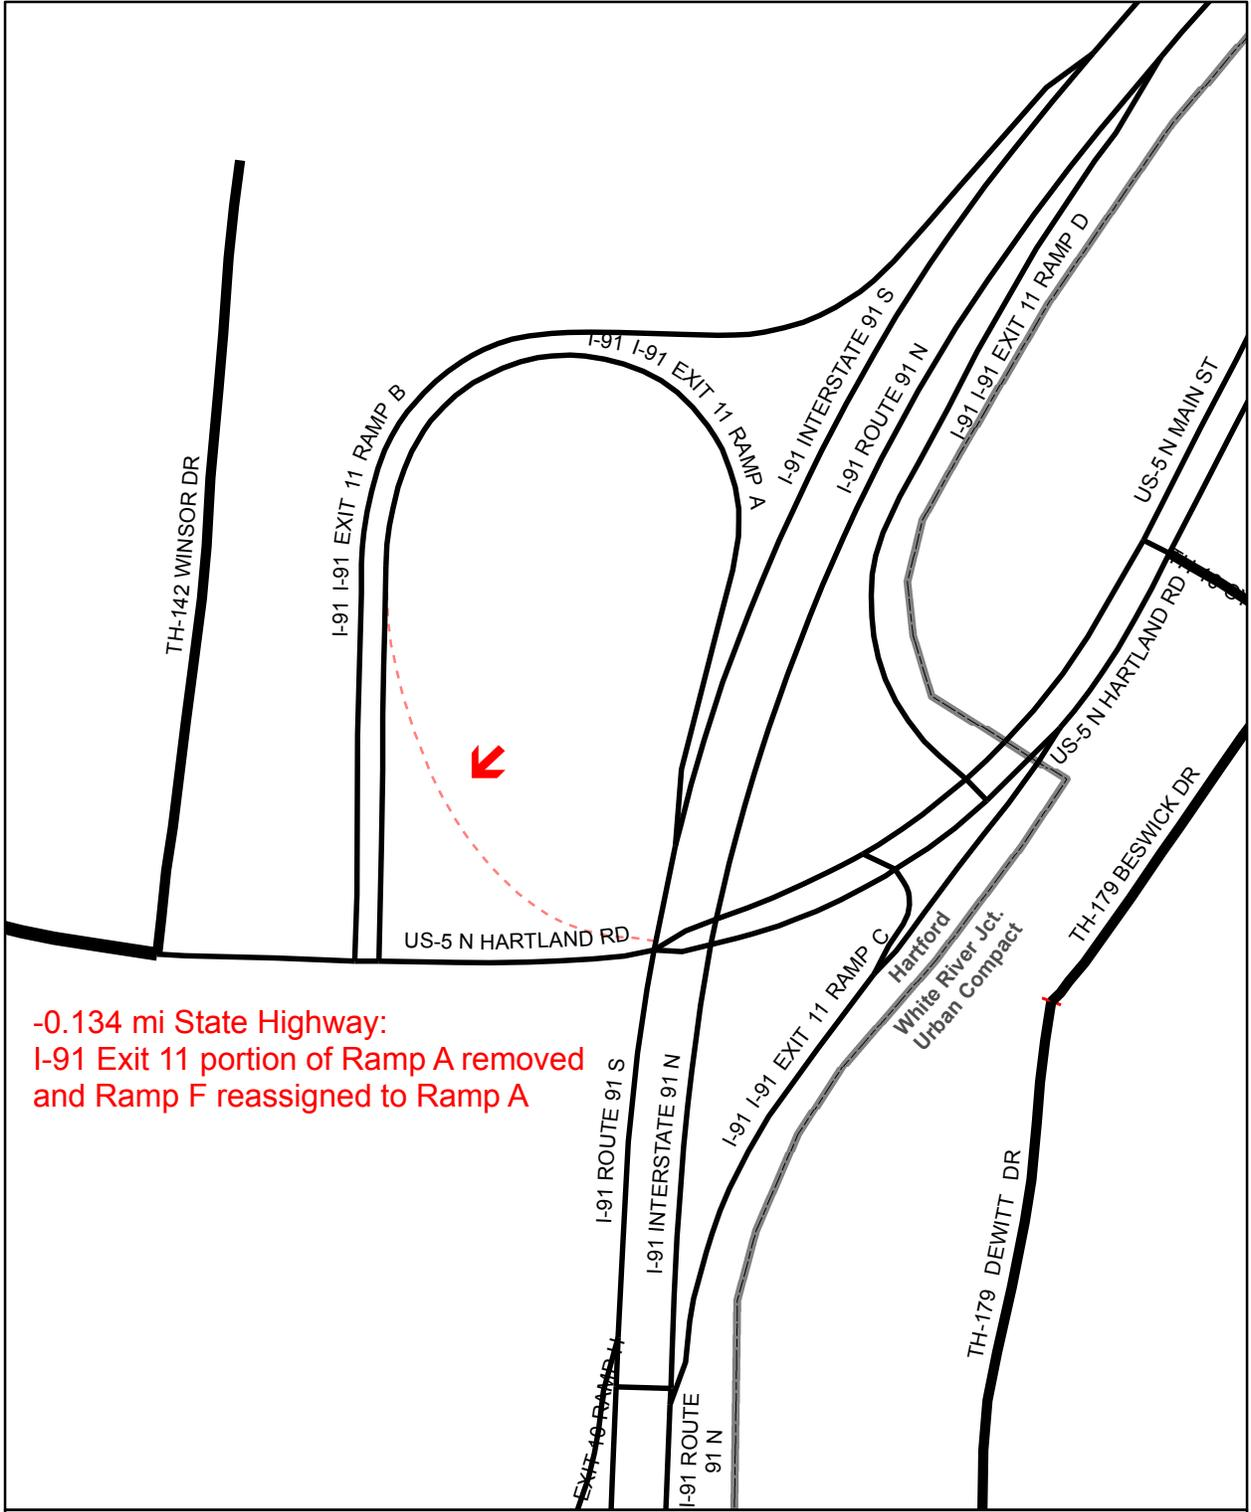 I-91 I-91 EXIT 11 RAMP D
I-91 INTERSTATE 91 S
I-91 I-91 EXIT 11 RAMP A
I-91 ROUTE 91 N
US-5 N MAIN ST
I-91 I-91 EXIT 11 RAMP B
TH-142 WINSOR DR
US-5 N HARTLAND RD
TH-179 BESWICK DR
US-5 N HARTLAND RD
Hartford
White River Jct.
Urban Compact
I-91 I-91 EXIT 11 RAMP C
-0.134 mi State Highway:
I-91 Exit 11 portion of Ramp A removed
and Ramp F reassigned to Ramp A
I-91 ROUTE 91 S
I-91 INTERSTATE 91 N
TH-179 DEWITT DR
EXIT 10 RAMP H
I-91 ROUTE
91 N